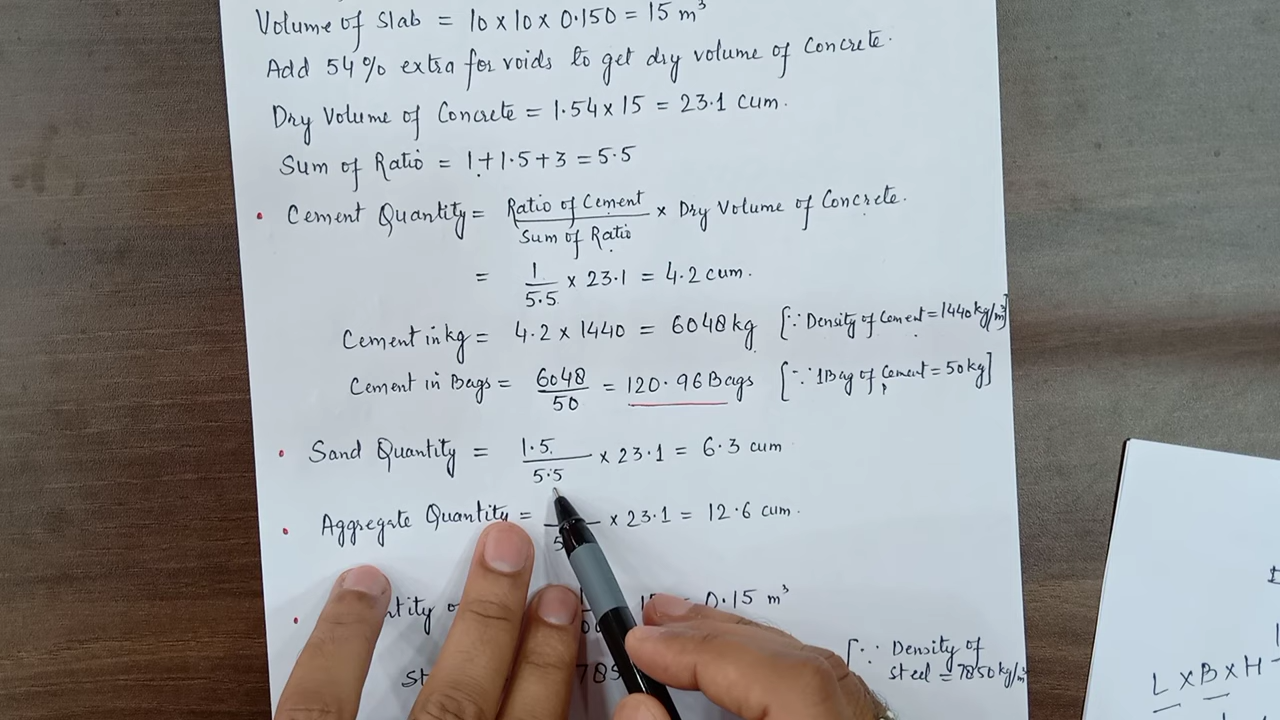 Volume of Slab = 10 x 10 x 0.150 = 15 m³
Add 54% extra for voids to get dry volume of Concrete.
Dry Volume of Concrete = 1.54 x 15 = 23.1 cum.
Sum of Ratio = 1+1.5+3 = 5.5
• Cement Quantity = Ratio of Cement / Sum of Ratio x Dry Volume of Concrete.
= 1/5.5 x 23.1 = 4.2 cum.
Cement in kg = 4.2 x 1440 = 6048 kg [∵ Density of Cement = 1440 kg/m³]
Cement in Bags = 6048/50 = 120.96 Bags [∵ 1 Bag of Cement = 50 kg]
• Sand Quantity = 1.5/5.5 x 23.1 = 6.3 cum
• Aggregate Quantity = x 23.1 = 12.6 cum.
• 0.15 m³
[∵ Density of
steel = 7850 kg/m³
L x B x H